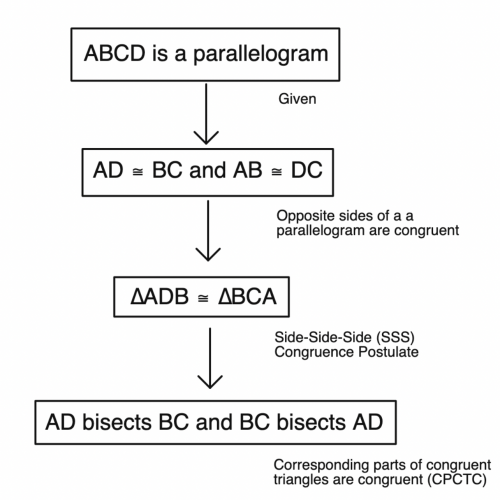 ABCD is a parallelogram
Given
AD ≅ BC and AB ≅ DC
Opposite sides of a a
parallelogram are congruent
ΔADB ≅ ΔBCA
Side-Side-Side (SSS)
Congruence Postulate
AD bisects BC and BC bisects AD
Corresponding parts of congruent
triangles are congruent (CPCTC)